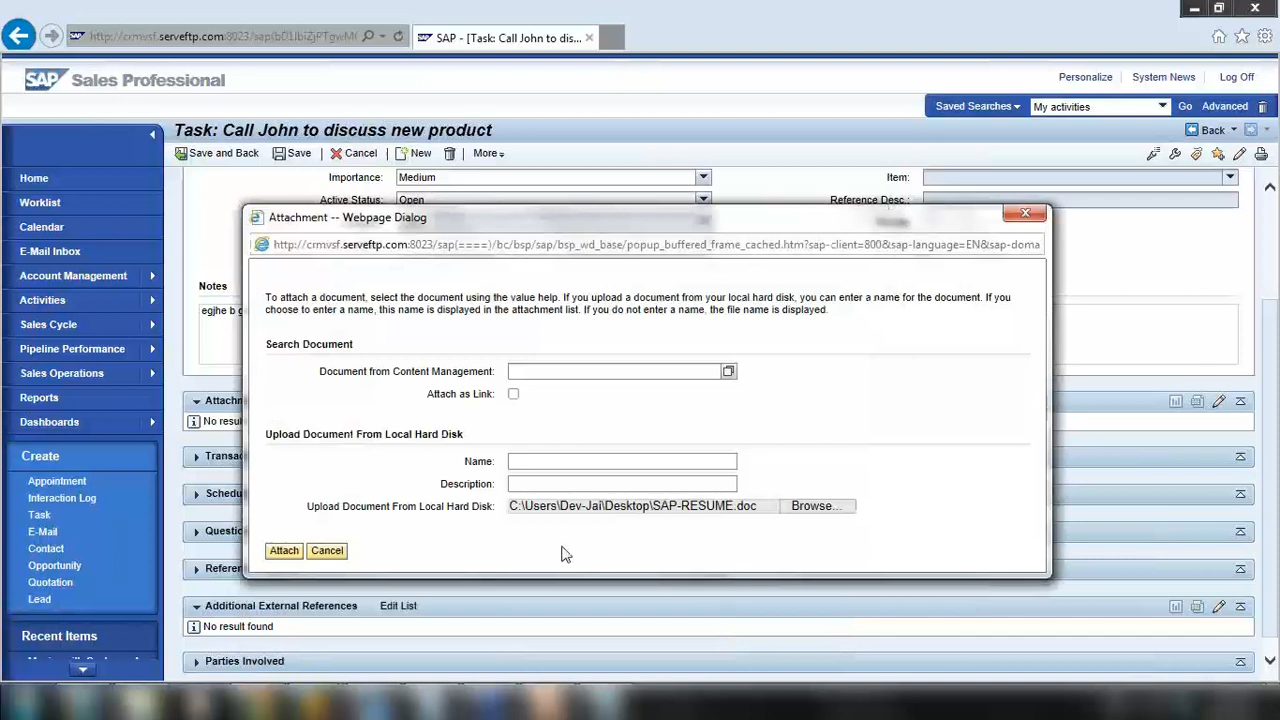 http://crmvsf.serveftp.com:8023/sap(bD1lbiZjPTgwM(
SAP - [Task: Call John to dis...
SAP Sales Professional
Personalize System News Log Off
Saved Searches My activities Go Advanced
Task: Call John to discuss new product
Back
Save and Back Save Cancel New More
Home
Worklist
Calendar
E-Mail Inbox
Account Management
Activities
Sales Cycle
Pipeline Performance
Sales Operations
Reports
Dashboards
Create
Appointment
Interaction Log
Task
E-Mail
Contact
Opportunity
Quotation
Lead
Recent Items
Importance: Medium Item:
Active Status: Open Reference Desc.:
Notes
egjhe b g
Attachment -- Webpage Dialog
http://crmvsf.serveftp.com:8023/sap(====)/bc/bsp/sap/bsp_wd_base/popup_buffered_frame_cached.htm?sap-client=800&sap-language=EN&sap-doma
To attach a document, select the document using the value help. If you upload a document from your local hard disk, you can enter a name for the document. If you
choose to enter a name, this name is displayed in the attachment list. If you do not enter a name, the file name is displayed.
Search Document
Document from Content Management:
Attach as Link:
Upload Document From Local Hard Disk
Name:
Description:
Upload Document From Local Hard Disk: C:\Users\Dev-Jai\Desktop\SAP-RESUME.doc Browse...
Attach Cancel
Attachm
No resu
Transa
Schedu
Questio
Refere
Additional External References Edit List
No result found
Parties Involved